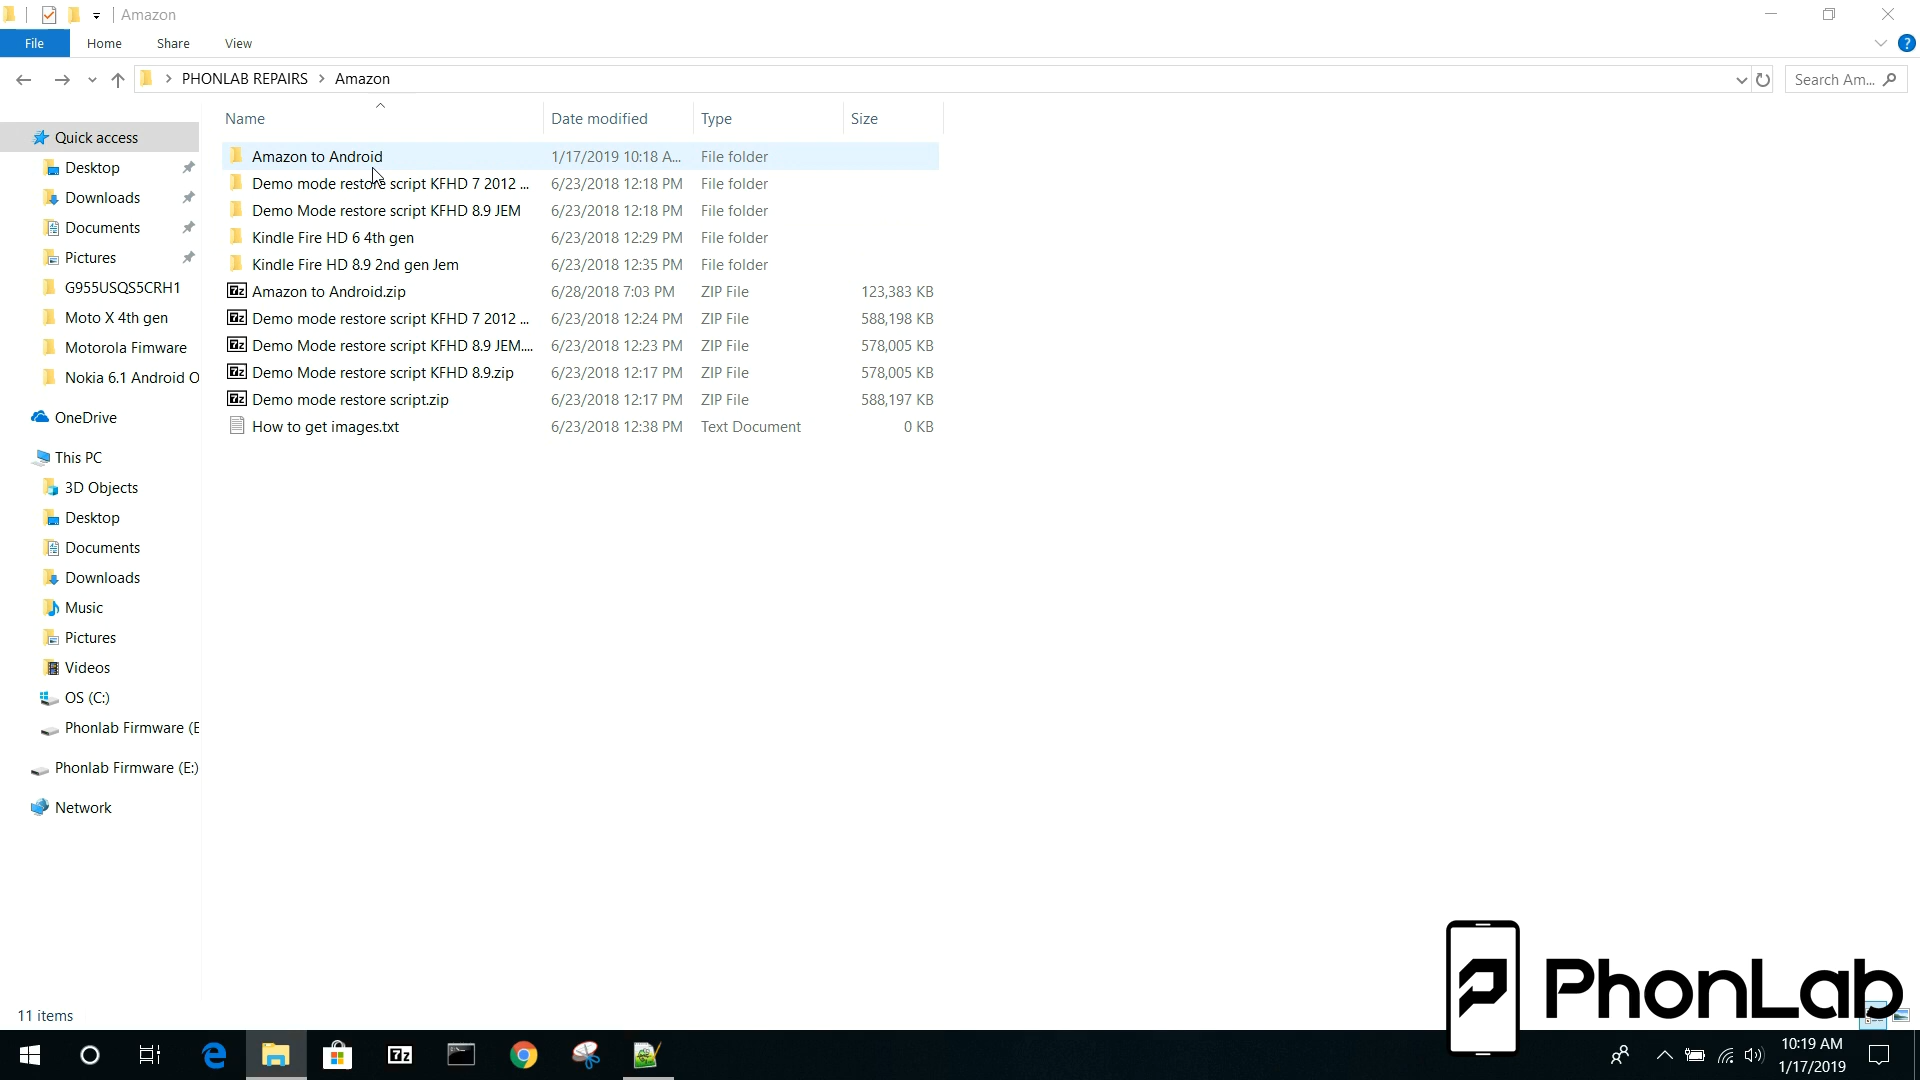 Amazon
File Home Share View
PHONLAB REPAIRS > Amazon
Search Am...
Name Date modified Type Size
Quick access
Desktop
Downloads
Documents
Pictures
G955USQS5CRH1
Moto X 4th gen
Motorola Fimware
Nokia 6.1 Android O
OneDrive
This PC
3D Objects
Desktop
Documents
Downloads
Music
Pictures
Videos
OS (C:)
Phonlab Firmware (E
Phonlab Firmware (E:)
Network
Amazon to Android 1/17/2019 10:18 A... File folder
Demo mode restore script KFHD 7 2012 ... 6/23/2018 12:18 PM File folder
Demo Mode restore script KFHD 8.9 JEM 6/23/2018 12:18 PM File folder
Kindle Fire HD 6 4th gen 6/23/2018 12:29 PM File folder
Kindle Fire HD 8.9 2nd gen Jem 6/23/2018 12:35 PM File folder
7z Amazon to Android.zip 6/28/2018 7:03 PM ZIP File 123,383 KB
7z Demo mode restore script KFHD 7 2012 ... 6/23/2018 12:24 PM ZIP File 588,198 KB
7z Demo Mode restore script KFHD 8.9 JEM.... 6/23/2018 12:23 PM ZIP File 578,005 KB
7z Demo Mode restore script KFHD 8.9.zip 6/23/2018 12:17 PM ZIP File 578,005 KB
7z Demo mode restore script.zip 6/23/2018 12:17 PM ZIP File 588,197 KB
How to get images.txt 6/23/2018 12:38 PM Text Document 0 KB
11 items
PhonLab
7z
10:19 AM
1/17/2019